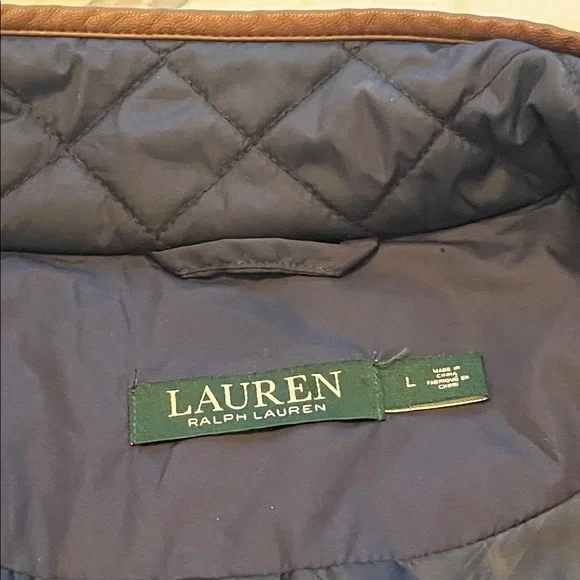 LAUREN
RALPH LAUREN
L
MADE IN
CHINA
FABRIQUÉ EN
CHINE